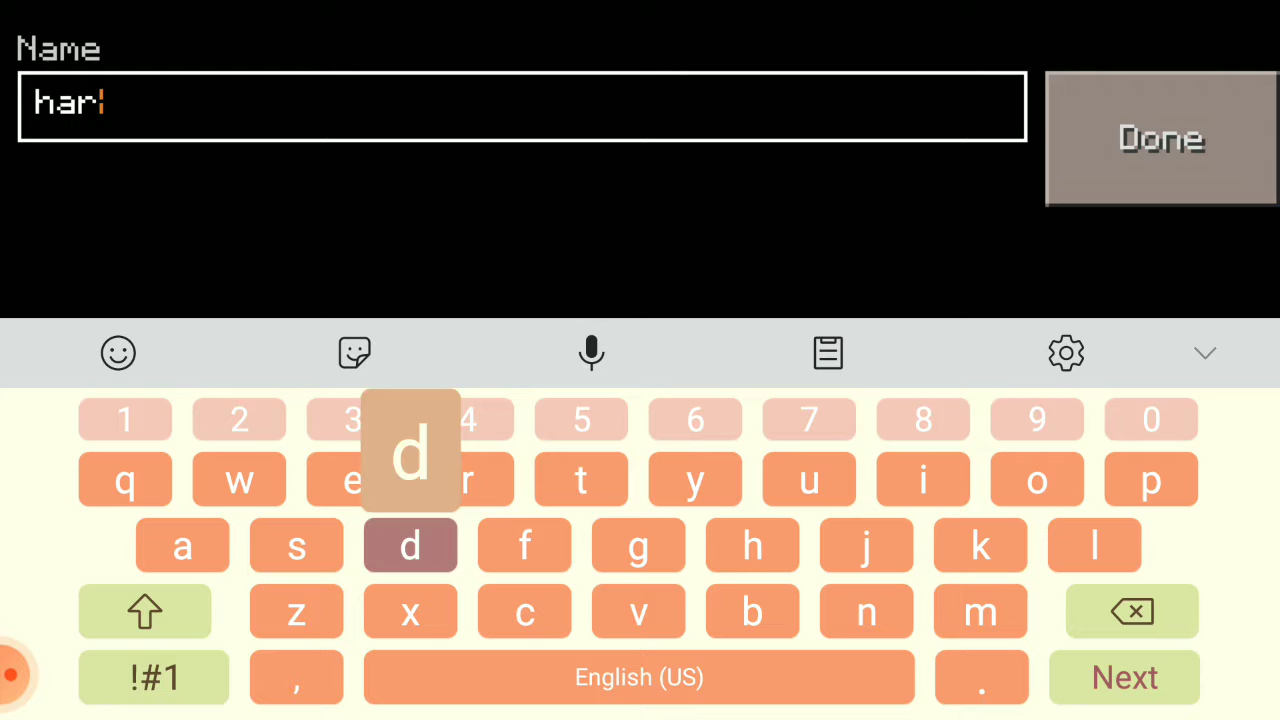 Name
har
Done
1 2 3 4 5 6 7 8 9 0
d
q w e r t y u i o p
a s d f g h j k l
z x c v b n m
!#1 , English (US) . Next